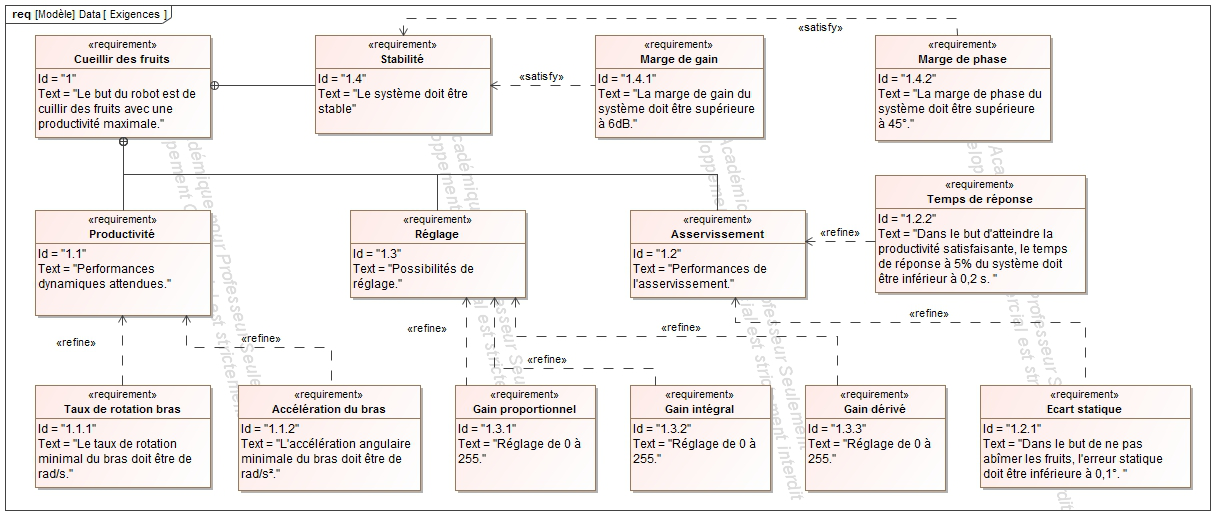 req [Modèle] Data [ Exigences ]
«satisfy»
«requirement»
Cueillir des fruits
Id = "1"
Text = "Le but du robot est de
cuillir des fruits avec une
productivité maximale."
«requirement»
Stabilité
Id = "1.4"
Text = "Le système doit être
stable"
«satisfy»
«requirement»
Marge de gain
Id = "1.4.1"
Text = "La marge de gain du
système doit être supérieure
à 6dB."
«requirement»
Marge de phase
Id = "1.4.2"
Text = "La marge de phase du
système doit être supérieure
à 45°."
«requirement»
Productivité
Id = "1.1"
Text = "Performances
dynamiques attendues."
«requirement»
Réglage
Id = "1.3"
Text = "Possibilités de
réglage."
«requirement»
Asservissement
Id = "1.2"
Text = "Performances de
l'asservissement."
«refine»
«requirement»
Temps de réponse
Id = "1.2.2"
Text = "Dans le but d'atteindre la
productivité satisfaisante, le temps
de réponse à 5% du système doit
être inférieur à 0,2 s. "
«refine»
«refine»
«refine»
«refine»
«refine»
«refine»
«requirement»
Taux de rotation bras
Id = "1.1.1"
Text = "Le taux de rotation
minimal du bras doit être de
rad/s."
«requirement»
Accélération du bras
Id = "1.1.2"
Text = "L'accélération angulaire
minimale du bras doit être de
rad/s²."
«requirement»
Gain proportionnel
Id = "1.3.1"
Text = "Réglage de 0 à
255."
«requirement»
Gain intégral
Id = "1.3.2"
Text = "Réglage de 0 à
255."
«requirement»
Gain dérivé
Id = "1.3.3"
Text = "Réglage de 0 à
255."
«requirement»
Ecart statique
Id = "1.2.1"
Text = "Dans le but de ne pas
abîmer les fruits, l'erreur statique
doit être inférieure à 0,1°. "